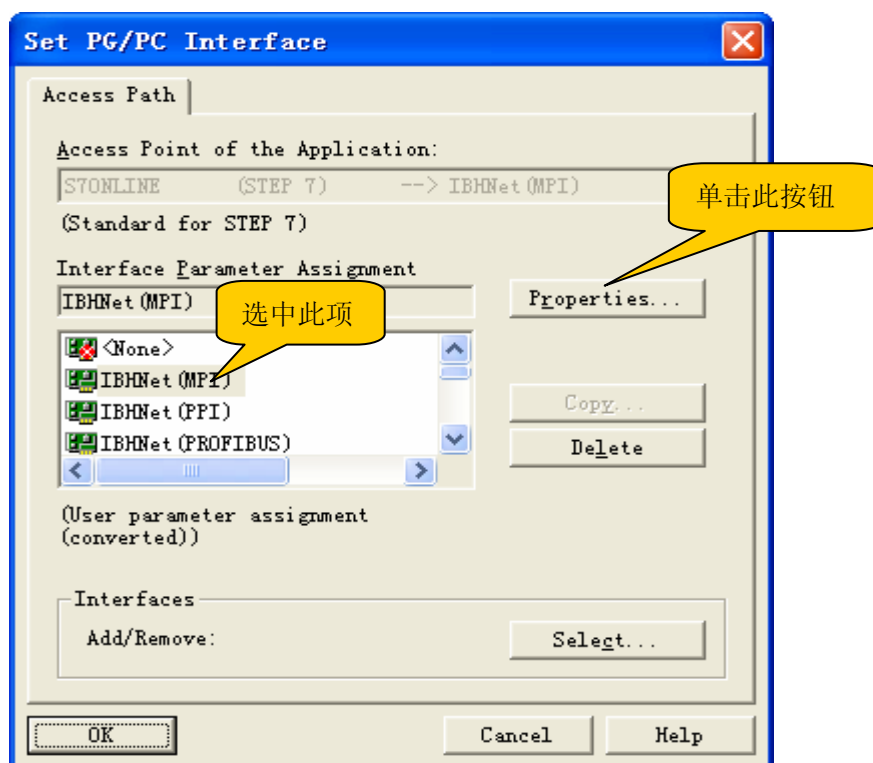 Set PG/PC Interface
Access Path
Access Point of the Application:
S7ONLINE (STEP 7) --> IBHNet(MPI)
单击此按钮
(Standard for STEP 7)
Interface Parameter Assignment
IBHNet(MPI)
Properties...
选中此项
<None>
IBHNet(MPI)
IBHNet(PPI)
Copy...
IBHNet(PROFIBUS)
Delete
(User parameter assignment
(converted))
Interfaces
Add/Remove:
Select...
OK
Cancel
Help